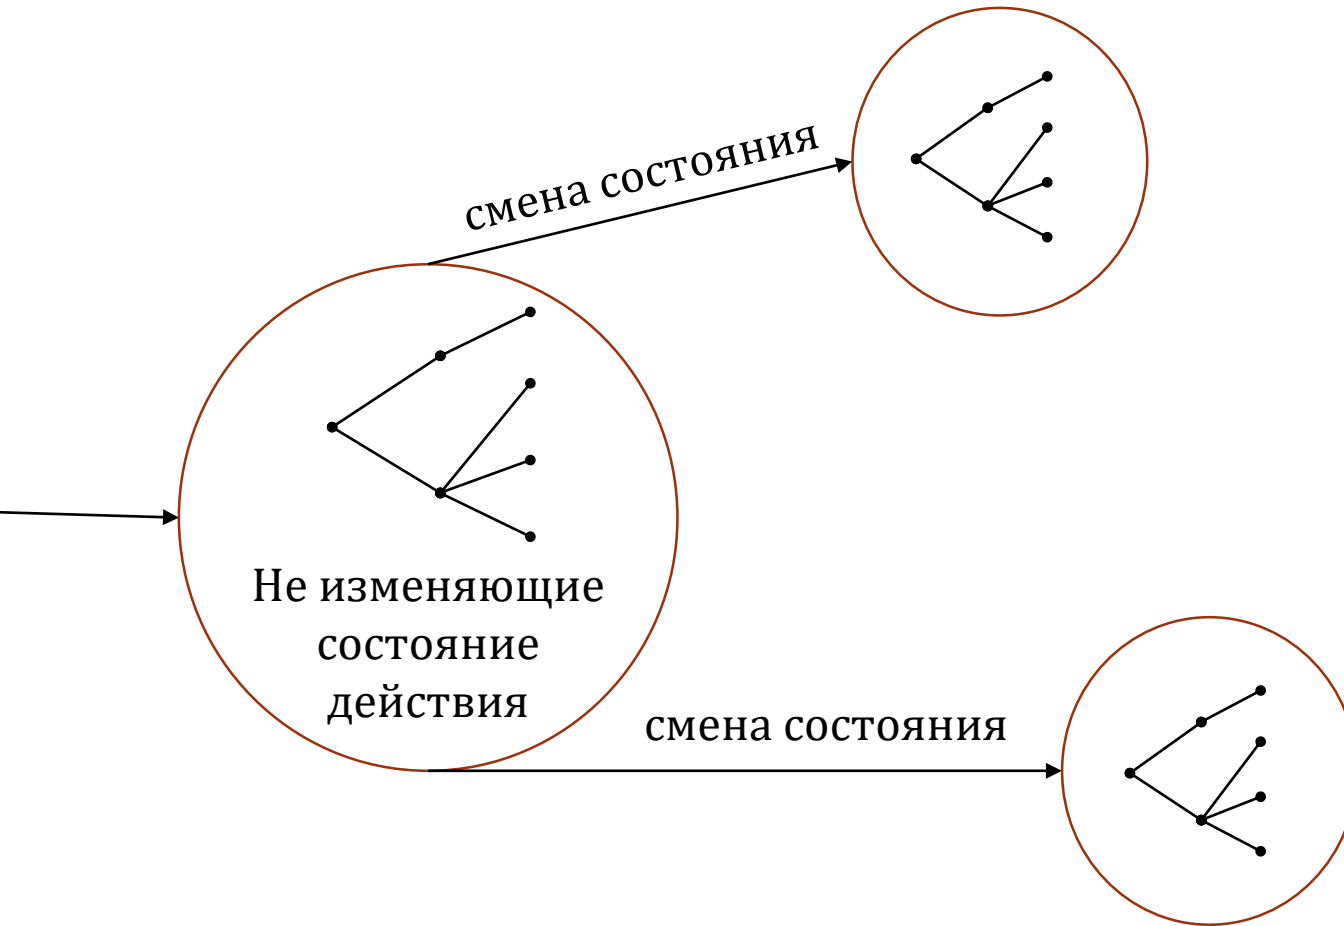 смена состояния
Не изменяющие
состояние
действия
смена состояния